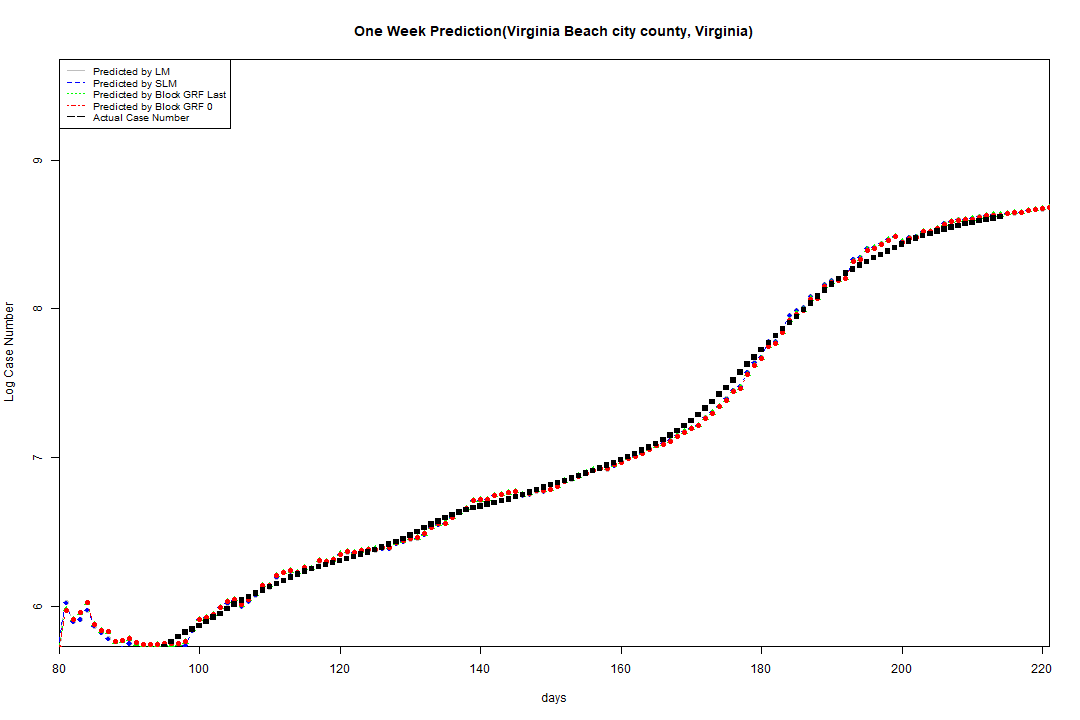 One Week Prediction(Virginia Beach city county, Virginia)
Predicted by LM
Predicted by SLM
Predicted by Block GRF Last
Predicted by Block GRF 0
Actual Case Number
Log Case Number
9
8
7
6
80 100 120 140 160 180 200 220
days